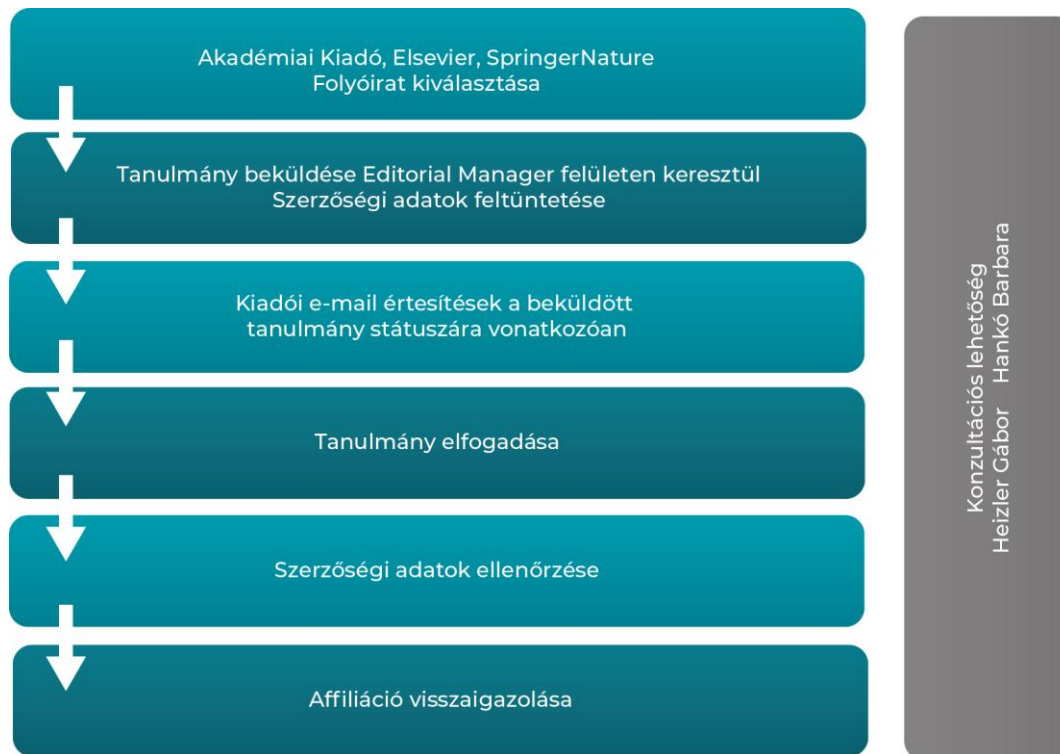 Akadémiai Kiadó, Elsevier, SpringerNature
Folyóirat kiválasztása
Tanulmány beküldése Editorial Manager felületen keresztül
Szerzőségi adatok feltüntetése
Kiadói e-mail értesítések a beküldött
tanulmány státuszára vonatkozóan
Tanulmány elfogadása
Szerzőségi adatok ellenőrzése
Affiliáció visszaigazolása
Konzultációs lehetőség
Heizler Gábor Hankó Barbara